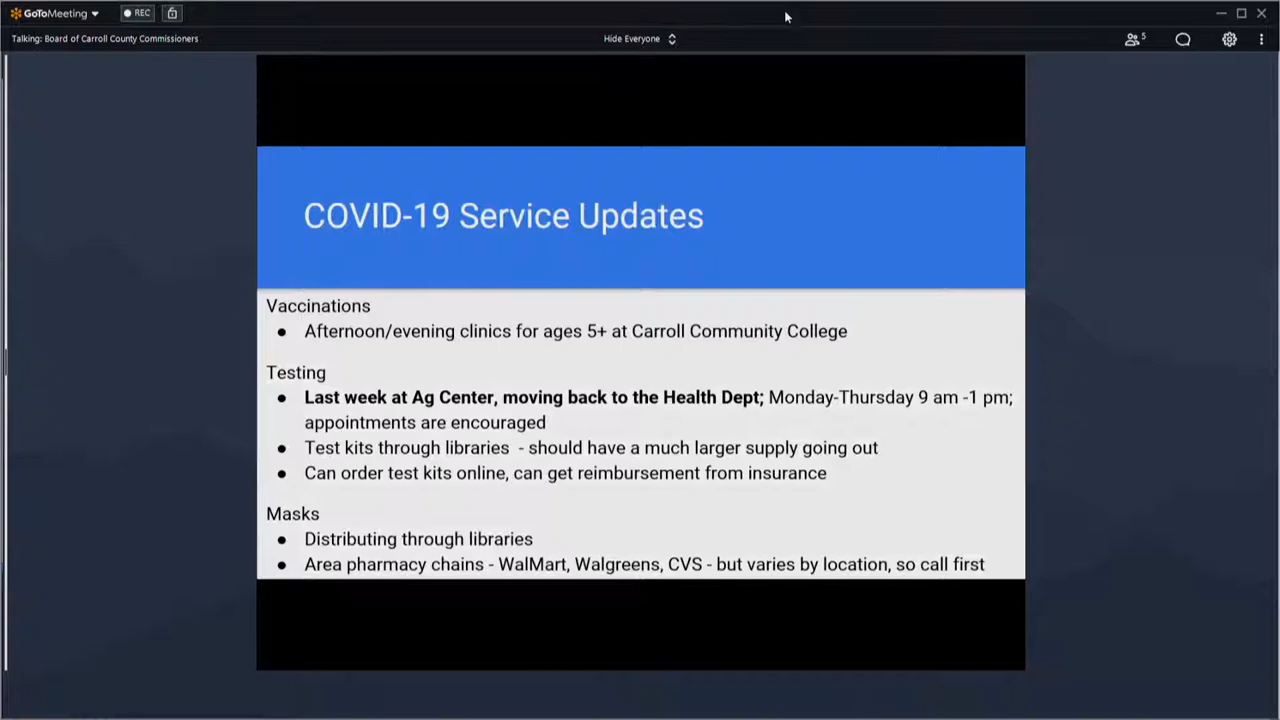 GoToMeeting
REC
Talking: Board of Carroll County Commissioners
Hide Everyone
5
COVID-19 Service Updates
Vaccinations
● Afternoon/evening clinics for ages 5+ at Carroll Community College
Testing
● Last week at Ag Center, moving back to the Health Dept; Monday-Thursday 9 am -1 pm;
appointments are encouraged
● Test kits through libraries - should have a much larger supply going out
● Can order test kits online, can get reimbursement from insurance
Masks
● Distributing through libraries
● Area pharmacy chains - WalMart, Walgreens, CVS - but varies by location, so call first